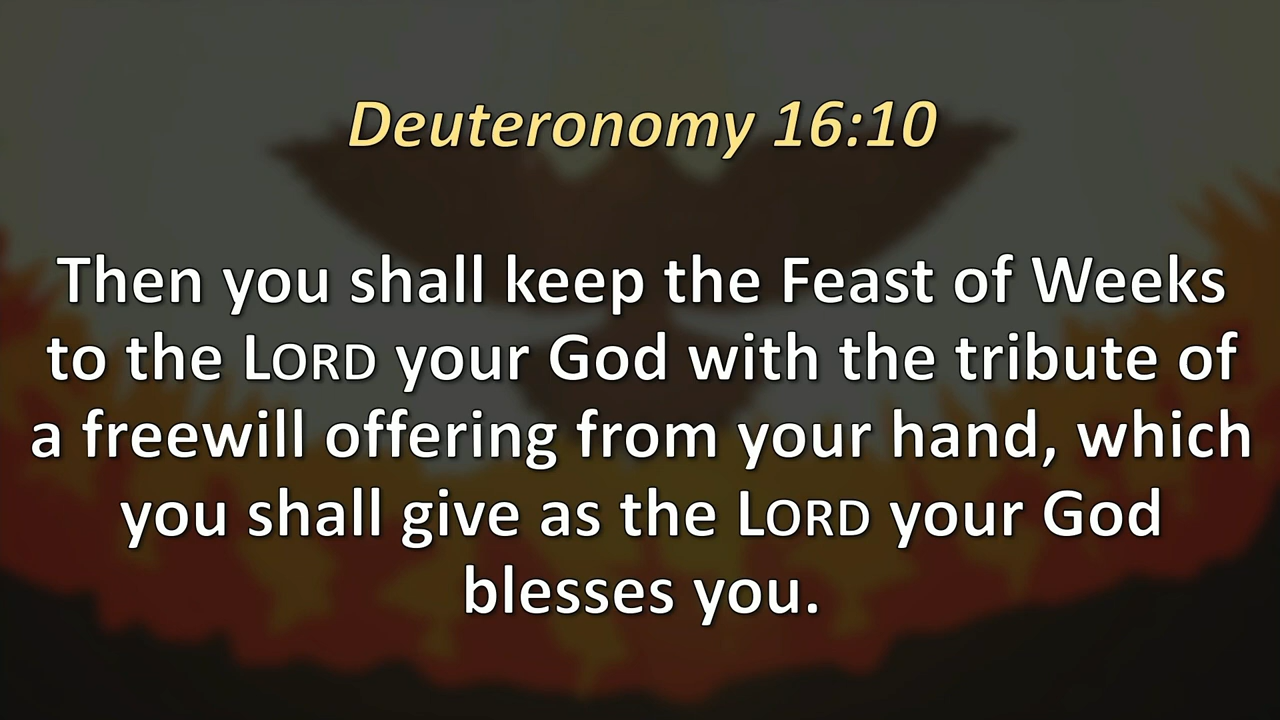 Deuteronomy 16:10
Then you shall keep the Feast of Weeks
to the LORD your God with the tribute of
a freewill offering from your hand, which
you shall give as the LORD your God
blesses you.